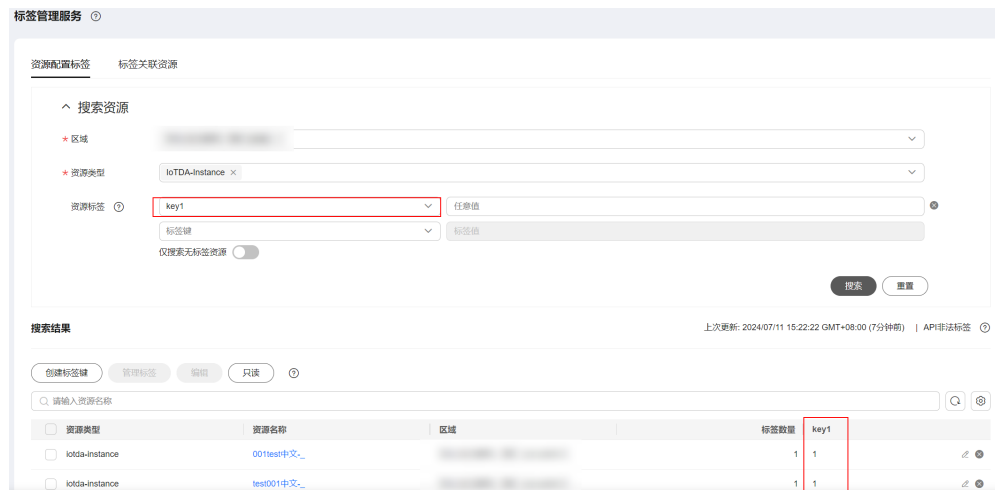 标签管理服务
资源配置标签 标签关联资源
搜索资源
* 区域
* 资源类型 IoTDA-Instance ×
资源标签 key1 任意值
标签键 标签值
仅搜索无标签资源
搜索 重置
搜索结果 上次更新: 2024/07/11 15:22:22 GMT+08:00 (7分钟前) | API非法标签
创建标签键 管理标签 编辑 只读
请输入资源名称
资源类型 资源名称 区域 标签数量 key1
iotda-instance 001test中文-_ 1 1
iotda-instance test001中文-_ 1 1